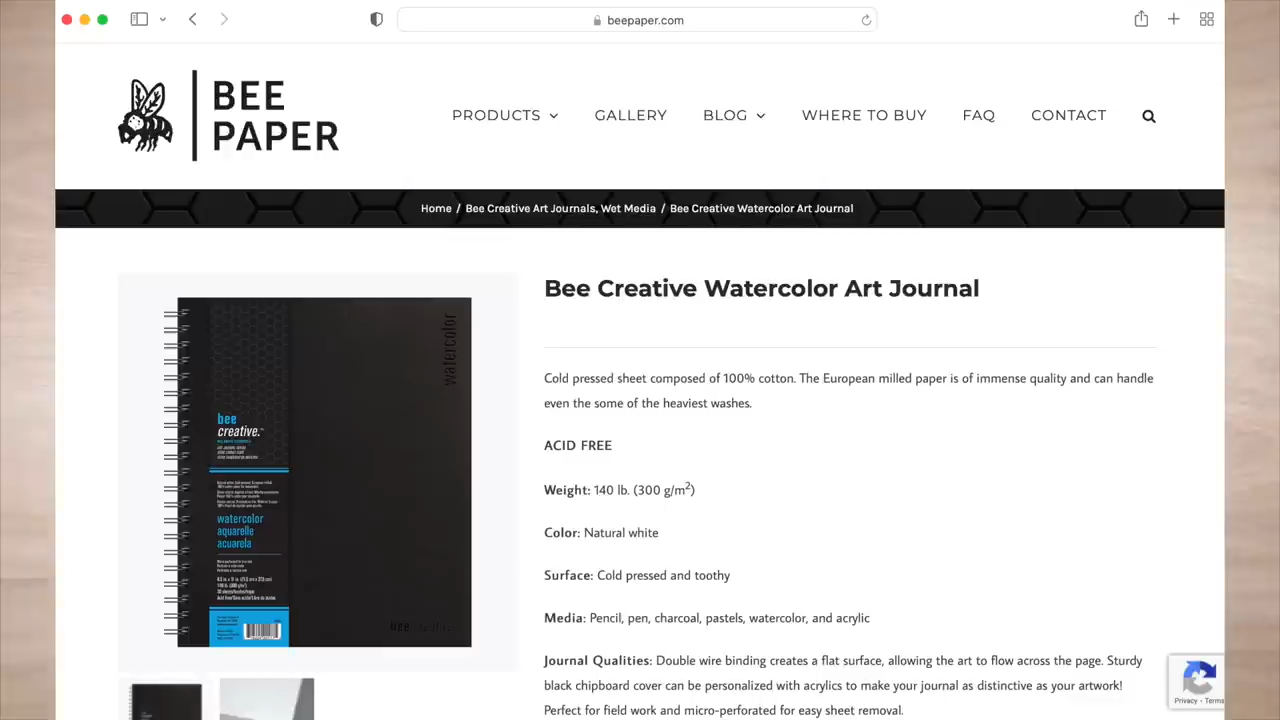 beepaper.com
BEE
PAPER
PRODUCTS
GALLERY
BLOG
WHERE TO BUY
FAQ
CONTACT
Home / Bee Creative Art Journals, Wet Media / Bee Creative Watercolor Art Journal
Bee Creative Watercolor Art Journal
watercolor
bee
creative.
watercolor
aquarelle
acuarela
Cold pressed sheet composed of 100% cotton. The European milled paper is of immense quality and can handle
even the some of the heaviest washes.
ACID FREE
Weight: 140 lb. (300 g/m²)
Color: Natural white
Surface: Cold pressed and toothy
Media: Pencil, pen, charcoal, pastels, watercolor, and acrylic
Journal Qualities: Double wire binding creates a flat surface, allowing the art to flow across the page. Sturdy
black chipboard cover can be personalized with acrylics to make your journal as distinctive as your artwork!
Perfect for field work and micro-perforated for easy sheet removal.
Privacy - Terms